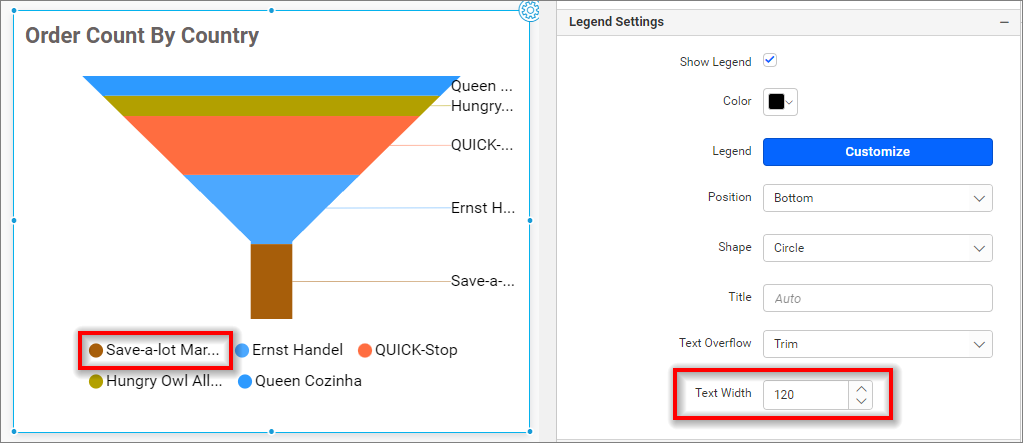 Order Count By Country
Queen ...
Hungry...
QUICK-...
Ernst H...
Save-a-...
Save-a-lot Mar...
Ernst Handel
QUICK-Stop
Hungry Owl All...
Queen Cozinha
Legend Settings
Show Legend
Color
Legend
Customize
Position
Bottom
Shape
Circle
Title
Auto
Text Overflow
Trim
Text Width
120